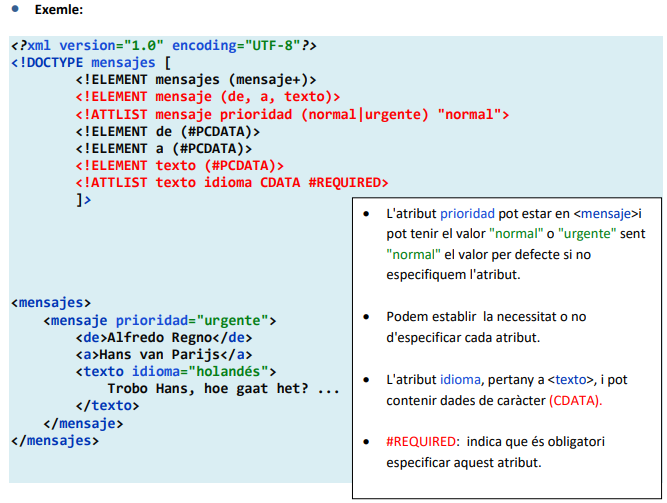 • Exemle:
<?xml version="1.0" encoding="UTF-8"?>
<!DOCTYPE mensajes [
<!ELEMENT mensajes (mensaje+)>
<!ELEMENT mensaje (de, a, texto)>
<!ATTLIST mensaje prioridad (normal|urgente) "normal">
<!ELEMENT de (#PCDATA)>
<!ELEMENT a (#PCDATA)>
<!ELEMENT texto (#PCDATA)>
<!ATTLIST texto idioma CDATA #REQUIRED>
]>
<mensajes>
<mensaje prioridad="urgente">
<de>Alfredo Regno</de>
<a>Hans van Parijs</a>
<texto idioma="holandés">
Trobo Hans, hoe gaat het? ...
</texto>
</mensaje>
</mensajes>
• L'atribut prioridad pot estar en <mensaje>i
pot tenir el valor "normal" o "urgente" sent
"normal" el valor per defecte si no
especifiquem l'atribut.
• Podem establir la necessitat o no
d'especificar cada atribut.
• L'atribut idioma, pertany a <texto>, i pot
contenir dades de caràcter (CDATA).
• #REQUIRED: indica que és obligatori
especificar aquest atribut.